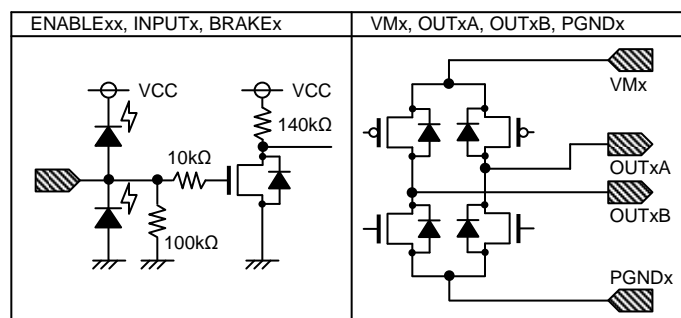 ENABLExx, INPUTx, BRAKEx
VMx, OUTxA, OUTxB, PGNDx
VCC
VCC
140kΩ
10kΩ
100kΩ
VMx
OUTxA
OUTxB
PGNDx